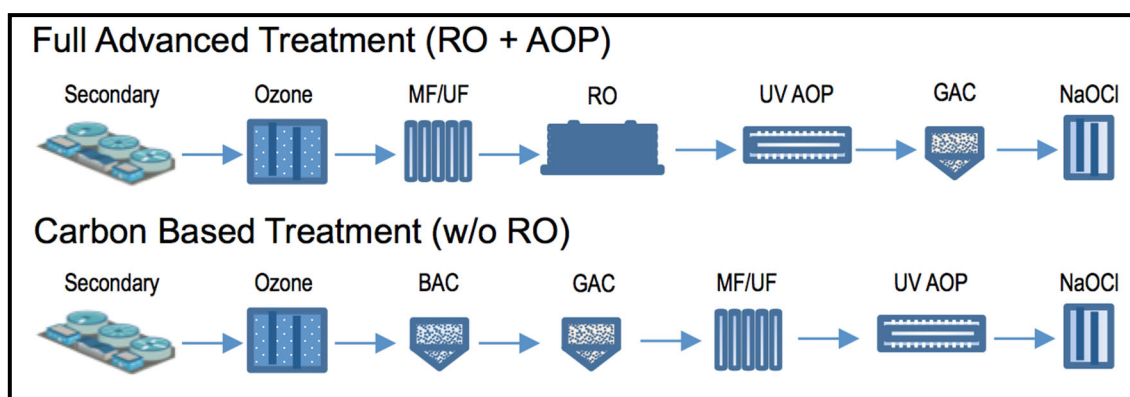 Full Advanced Treatment (RO + AOP)
Secondary Ozone MF/UF RO UV AOP GAC NaOCl
Carbon Based Treatment (w/o RO)
Secondary Ozone BAC GAC MF/UF UV AOP NaOCl